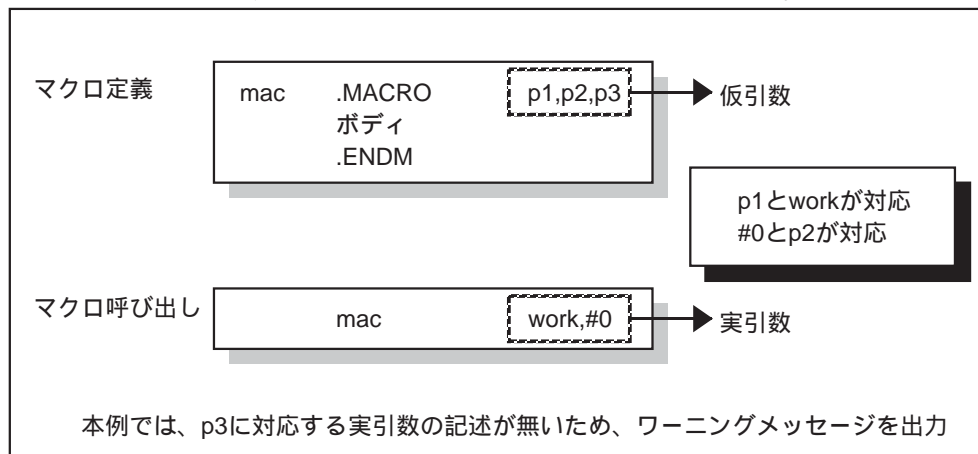 マクロ定義
mac .MACRO p1,p2,p3
仮引数
ボディ
.ENDM
p1とworkが対応
#0とp2が対応
マクロ呼び出し
mac work,#0
実引数
本例では、p3に対応する実引数の記述が無いため、ワーニングメッセージを出力